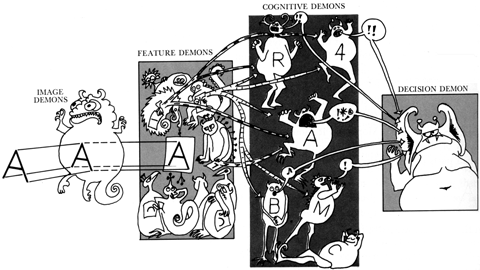 COGNITIVE DEMONS
FEATURE DEMONS
IMAGE
DEMONS
DECISION DEMON
!!
!!
R
4
A
!**
A
A
A
!
B
M
C